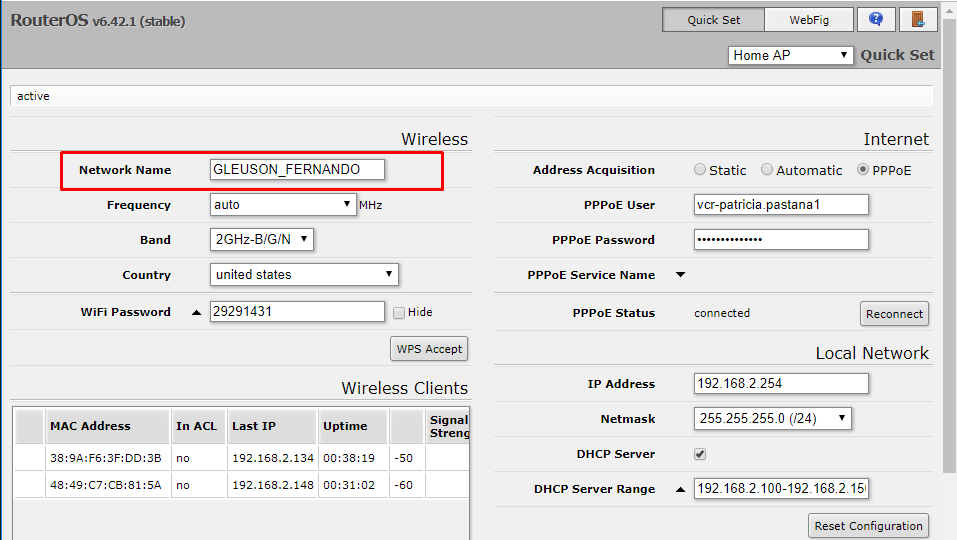 RouterOS v6.42.1 (stable)
Quick Set
WebFig
Home AP
Quick Set
active
Wireless
Network Name
GLEUSON_FERNANDO
Frequency
auto
MHz
Band
2GHz-B/G/N
Country
united states
WiFi Password
29291431
Hide
WPS Accept
Wireless Clients
MAC Address In ACL Last IP Uptime Signal
38:9A:F6:3F:DD:3B no 192.168.2.134 00:38:19 -50
48:49:C7:CB:81:5A no 192.168.2.148 00:31:02 -60
Internet
Address Acquisition
Static
Automatic
PPPoE
PPPoE User
vcr-patricia.pastana1
PPPoE Password
••••••••••••••
PPPoE Service Name
PPPoE Status
connected
Reconnect
Local Network
IP Address
192.168.2.254
Netmask
255.255.255.0 (/24)
DHCP Server
DHCP Server Range
192.168.2.100-192.168.2.15
Reset Configuration